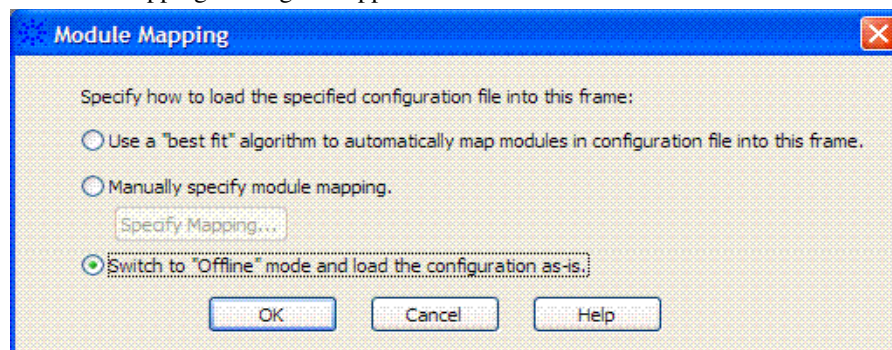 Module Mapping
Specify how to load the specified configuration file into this frame:
Use a "best fit" algorithm to automatically map modules in configuration file into this frame.
Manually specify module mapping.
Specify Mapping...
Switch to "Offline" mode and load the configuration as-is.
OK Cancel Help